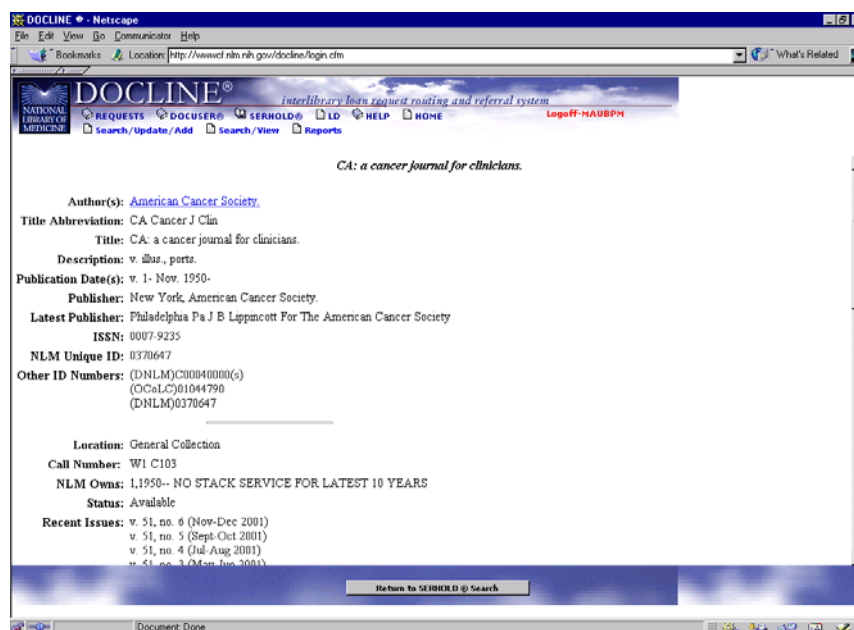 DOCLINE ® - Netscape
File Edit View Go Communicator Help
Bookmarks Location: http://wwwcf.nlm.nih.gov/docline/login.cfm What's Related
NATIONAL LIBRARY OF MEDICINE
DOCLINE®
interlibrary loan request routing and referral system
REQUESTS DOCUSER® SERHOLD® LD HELP HOME Logoff-MAUBPM
Search/Update/Add Search/View Reports
CA: a cancer journal for clinicians.
Author(s): American Cancer Society.
Title Abbreviation: CA Cancer J Clin
Title: CA: a cancer journal for clinicians.
Description: v. illus., ports.
Publication Date(s): v. 1- Nov. 1950-
Publisher: New York, American Cancer Society.
Latest Publisher: Philadelphia Pa J B Lippincott For The American Cancer Society
ISSN: 0007-9235
NLM Unique ID: 0370647
Other ID Numbers: (DNLM)C00040000(s)
(OCoLC)01044790
(DNLM)0370647
Location: General Collection
Call Number: W1 C103
NLM Owns: 1,1950-- NO STACK SERVICE FOR LATEST 10 YEARS
Status: Available
Recent Issues: v. 51, no. 6 (Nov-Dec 2001)
v. 51, no. 5 (Sept-Oct 2001)
v. 51, no. 4 (Jul-Aug 2001)
v. 51, no. 3 (May-Jun 2001)
Return to SERHOLD ® Search
Document: Done